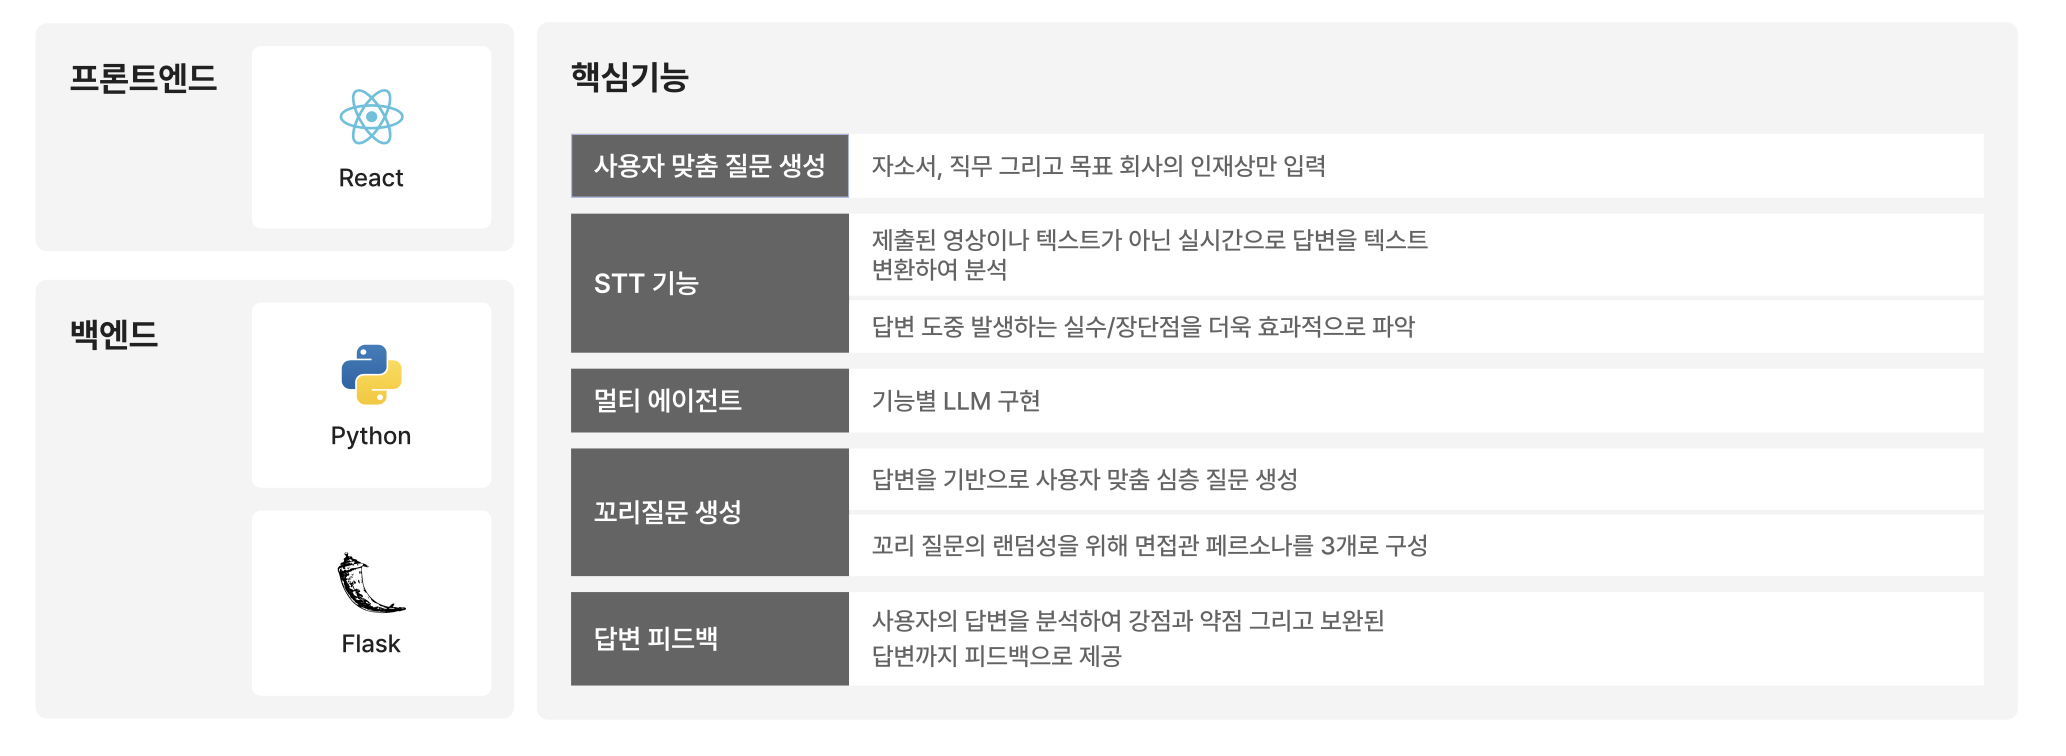 프론트엔드
React
백엔드
Python
Flask
핵심기능
사용자 맞춤 질문 생성
자소서, 직무 그리고 목표 회사의 인재상만 입력
STT 기능
제출된 영상이나 텍스트가 아닌 실시간으로 답변을 텍스트
변환하여 분석
답변 도중 발생하는 실수/장단점을 더욱 효과적으로 파악
멀티 에이전트
기능별 LLM 구현
꼬리질문 생성
답변을 기반으로 사용자 맞춤 심층 질문 생성
꼬리 질문의 랜덤성을 위해 면접관 페르소나를 3개로 구성
답변 피드백
사용자의 답변을 분석하여 강점과 약점 그리고 보완된
답변까지 피드백으로 제공